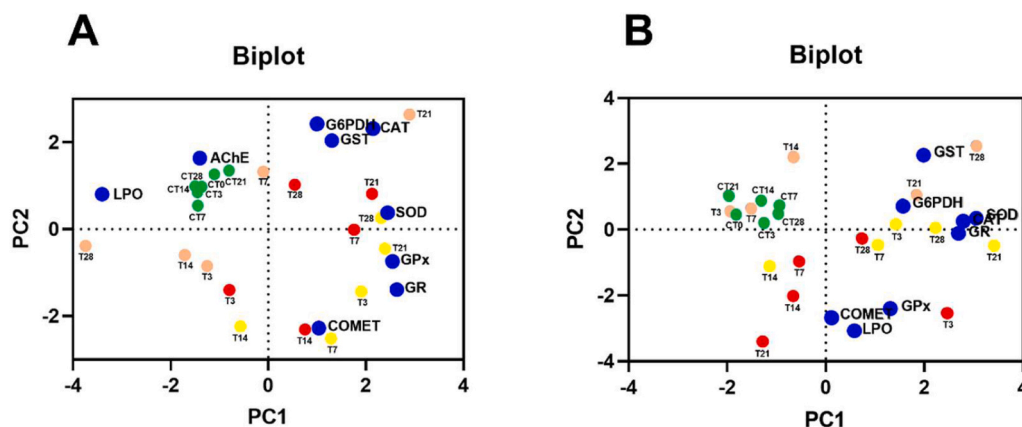 A
Biplot
PC2
2
0
-2
-4
-2
0
2
4
PC1
T21
G6PDH
CAT
GST
AChE
CT28
CT14
CT0
CT21
CT3
CT7
LPO
T7
T28
T21
SOD
T28
T7
T21
GPx
GR
T28
T14
T3
T3
T3
T14
T14
COMET
T7
B
Biplot
PC2
4
2
0
-2
-4
-4
-2
0
2
4
PC1
T14
GST
T28
CT21
CT14
CT7
T3
CT0
T7
CT3
CT28
T21
G6PDH
SOD
CAT
GR
T3
T28
T28
T7
T21
T14
T7
T14
COMET
GPx
LPO
T3
T21